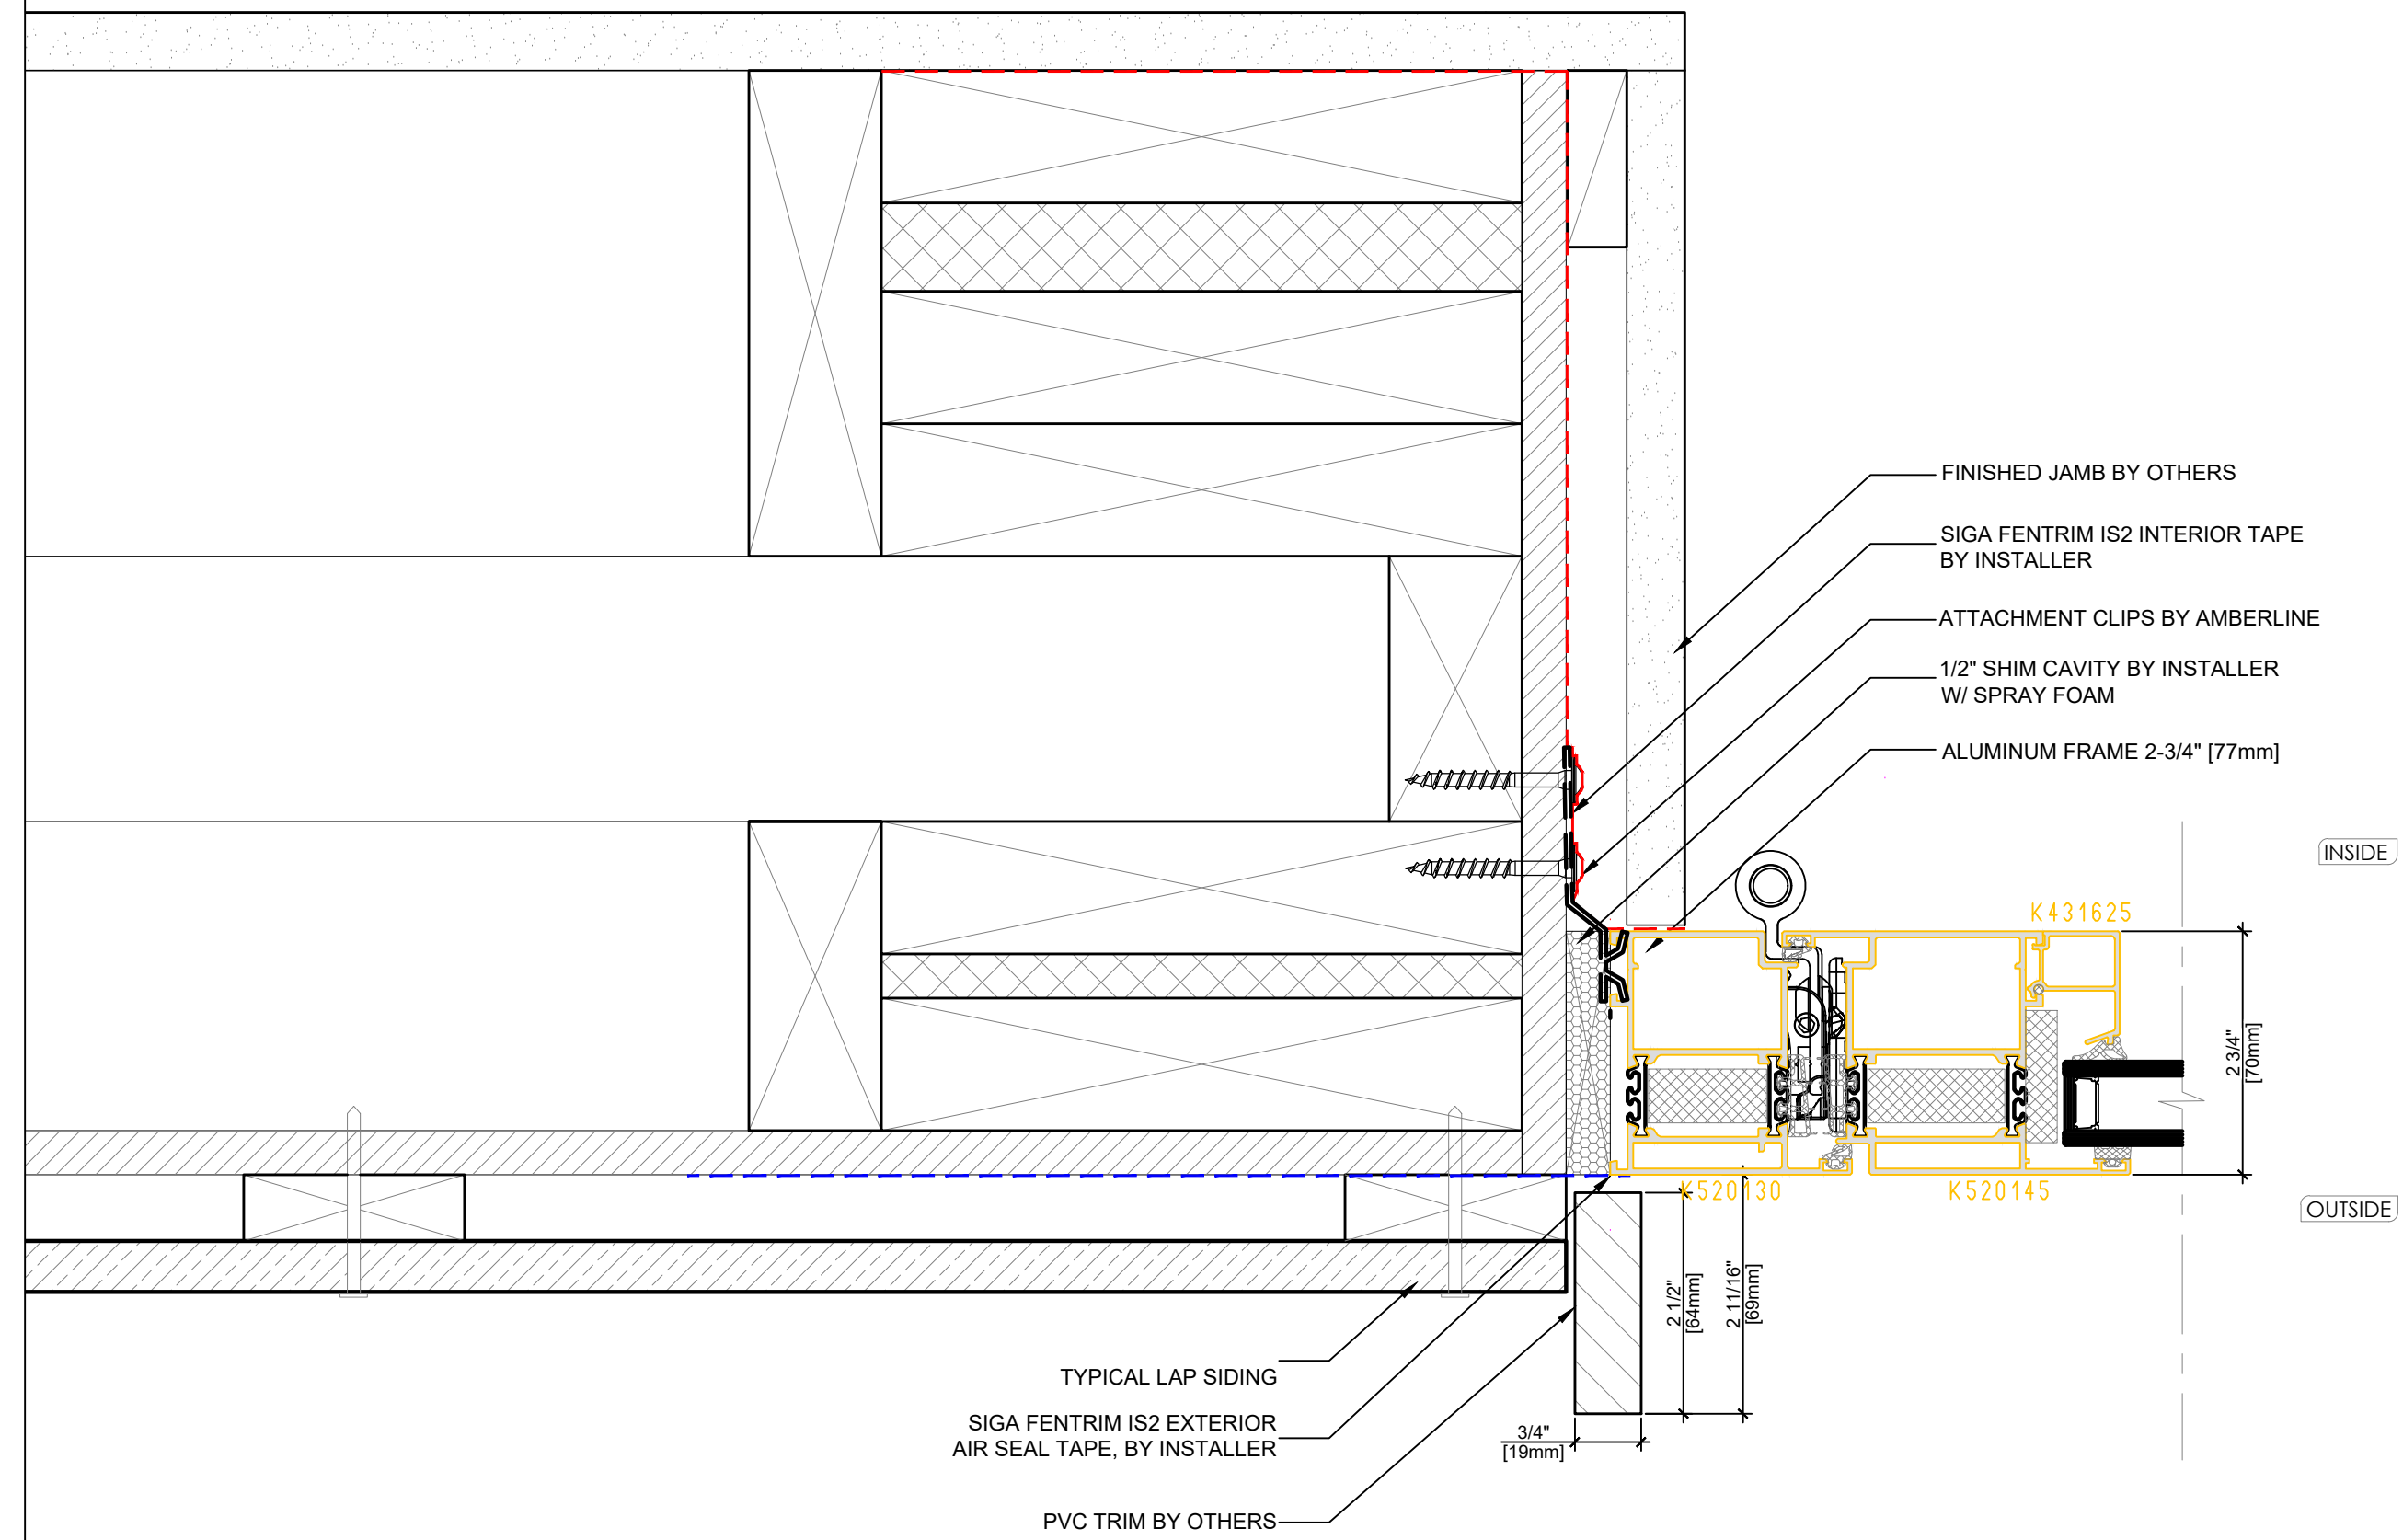 FINISHED JAMB BY OTHERS
SIGA FENTRIM IS2 INTERIOR TAPE
BY INSTALLER
ATTACHMENT CLIPS BY AMBERLINE
1/2" SHIM CAVITY BY INSTALLER
W/ SPRAY FOAM
ALUMINUM FRAME 2-3/4" [77mm]
INSIDE
K431625
2 3/4"
[70mm]
K520130
K520145
OUTSIDE
2 1/2"
[64mm]
2 11/16"
[69mm]
3/4"
[19mm]
TYPICAL LAP SIDING
SIGA FENTRIM IS2 EXTERIOR
AIR SEAL TAPE, BY INSTALLER
PVC TRIM BY OTHERS